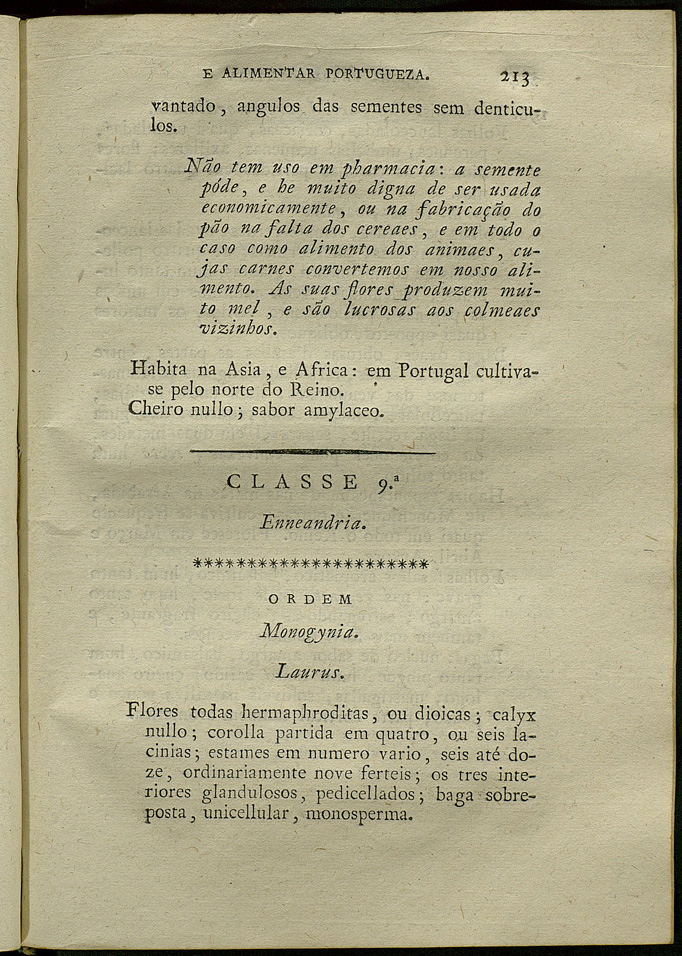 E ALIMENTAR PORTUGUEZA. 213
vantado, angulos das sementes sem denticu-
los.
Não tem uso em pharmacia: a semente
póde, e he muito digna de ser usada
economicamente, ou na fabricação do
pão na falta dos cereaes, e em todo o
caso como alimento dos animaes, cu-
jas carnes convertemos em nosso ali-
mento. As suas flores produzem mui-
to mel, e são lucrosas aos colmeaes
vizinhos.
Habita na Asia, e Africa: em Portugal cultiva-
se pelo norte do Reino.
Cheiro nullo; sabor amylaceo.
CLASSE 9.ª
Enneandria.
**********************
ORDEM
Monogynia.
Laurus.
Flores todas hermaphroditas, ou dioicas; calyx
nullo; corolla partida em quatro, ou seis la-
cinias; estames em numero vario, seis até do-
ze, ordinariamente nove ferteis; os tres inte-
riores glandulosos, pedicellados; baga sobre-
posta, unicellular, monosperma.